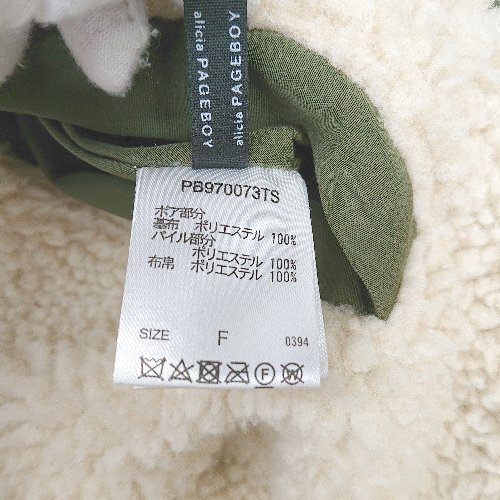 alicia PAGEBOY
alicia PAGEBOY
PB970073TS
ボア部分
基布 ポリエステル 100%
パイル部分
ポリエステル 100%
布帛 ポリエステル 100%
SIZE F 0394
F W